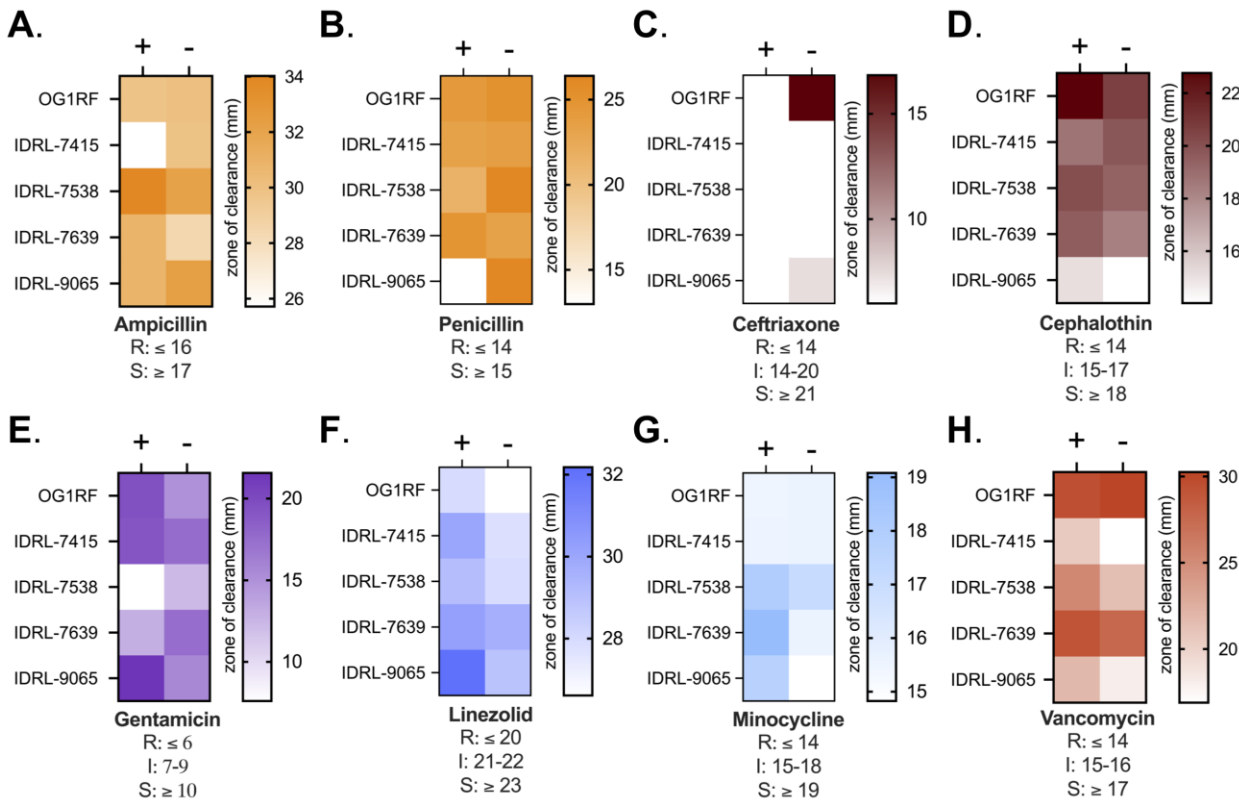 A.
+ -
OG1RF
IDRL-7415
IDRL-7538
IDRL-7639
IDRL-9065
34
32
30
28
26
zone of clearance (mm)
Ampicillin
R: ≤ 16
S: ≥ 17
B.
+ -
OG1RF
IDRL-7415
IDRL-7538
IDRL-7639
IDRL-9065
25
20
15
zone of clearance (mm)
Penicillin
R: ≤ 14
S: ≥ 15
C.
+ -
OG1RF
IDRL-7415
IDRL-7538
IDRL-7639
IDRL-9065
15
10
zone of clearance (mm)
Ceftriaxone
R: ≤ 14
I: 14-20
S: ≥ 21
D.
+ -
OG1RF
IDRL-7415
IDRL-7538
IDRL-7639
IDRL-9065
22
20
18
16
zone of clearance (mm)
Cephalothin
R: ≤ 14
I: 15-17
S: ≥ 18
E.
+ -
OG1RF
IDRL-7415
IDRL-7538
IDRL-7639
IDRL-9065
20
15
10
zone of clearance (mm)
Gentamicin
R: ≤ 6
I: 7-9
S: ≥ 10
F.
+ -
OG1RF
IDRL-7415
IDRL-7538
IDRL-7639
IDRL-9065
32
30
28
zone of clearance (mm)
Linezolid
R: ≤ 20
I: 21-22
S: ≥ 23
G.
+ -
OG1RF
IDRL-7415
IDRL-7538
IDRL-7639
IDRL-9065
19
18
17
16
15
zone of clearance (mm)
Minocycline
R: ≤ 14
I: 15-18
S: ≥ 19
H.
+ -
OG1RF
IDRL-7415
IDRL-7538
IDRL-7639
IDRL-9065
30
25
20
zone of clearance (mm)
Vancomycin
R: ≤ 14
I: 15-16
S: ≥ 17